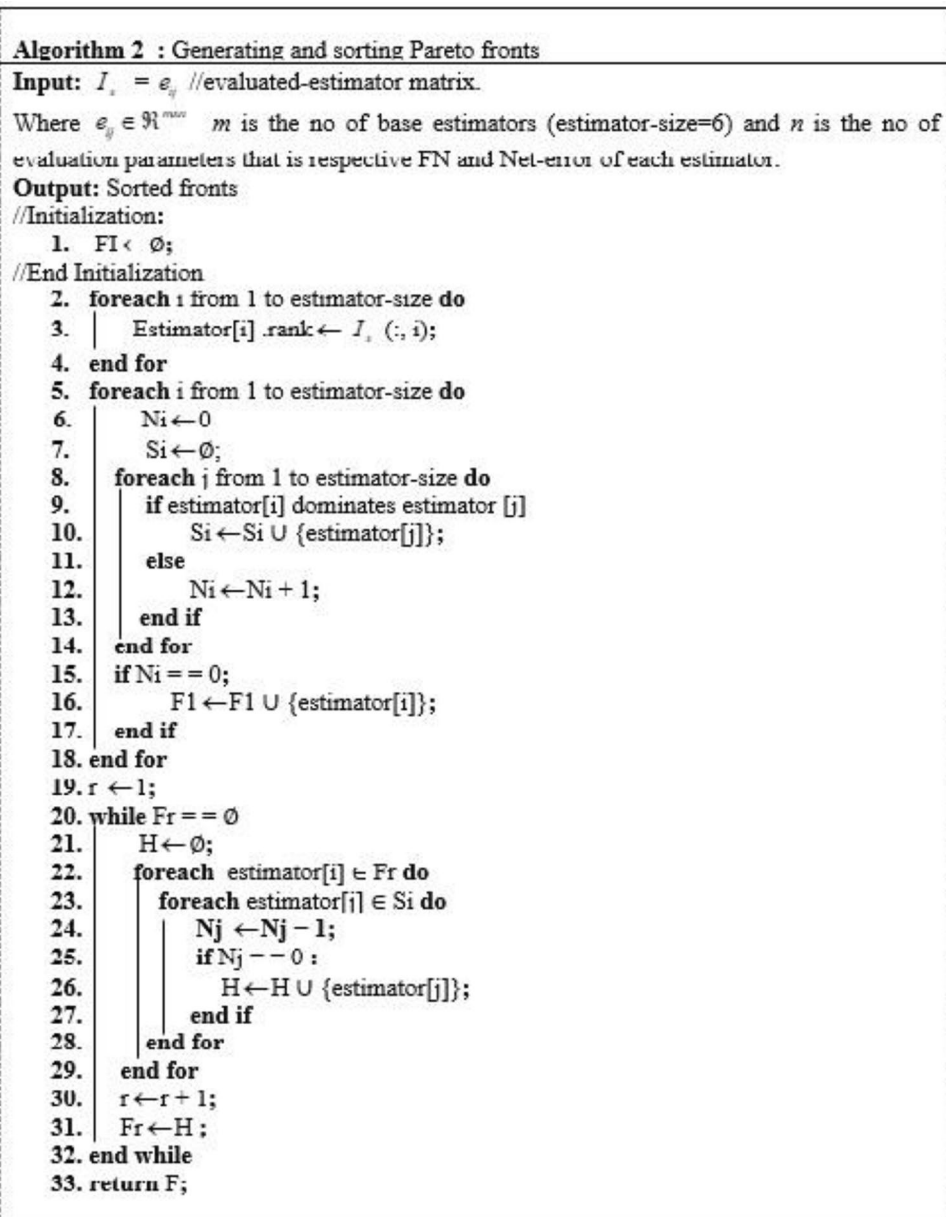 Algorithm 2 : Generating and sorting Pareto fronts
Input: I_s = e_ij //evaluated-estimator matrix.
Where e_ij ∈ ℜ^m×n m is the no of base estimators (estimator-size=6) and n is the no of
evaluation parameters that is respective FN and Net-error of each estimator.
Output: Sorted fronts
//Initialization:
1. F1← Ø;
//End Initialization
2. foreach i from 1 to estimator-size do
3. Estimator[i] .rank← I_s (:, i);
4. end for
5. foreach i from 1 to estimator-size do
6. Ni←0
7. Si←Ø;
8. foreach j from 1 to estimator-size do
9. if estimator[i] dominates estimator [j]
10. Si←Si ∪ {estimator[j]};
11. else
12. Ni←Ni + 1;
13. end if
14. end for
15. if Ni = = 0;
16. F1←F1 ∪ {estimator[i]};
17. end if
18. end for
19. r ←1;
20. while Fr = = Ø
21. H←Ø;
22. foreach estimator[i] ∈ Fr do
23. foreach estimator[j] ∈ Si do
24. Nj ←Nj − 1;
25. if Nj = = 0 :
26. H←H ∪ {estimator[j]};
27. end if
28. end for
29. end for
30. r←r + 1;
31. Fr←H ;
32. end while
33. return F;